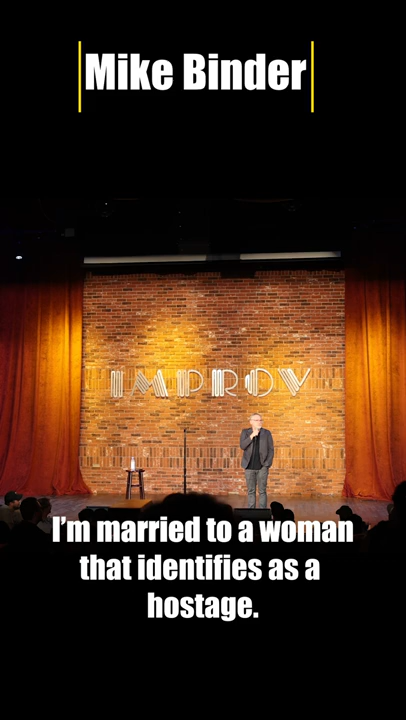 Mike Binder
IMPROV
I'm married to a woman
that identifies as a
hostage.